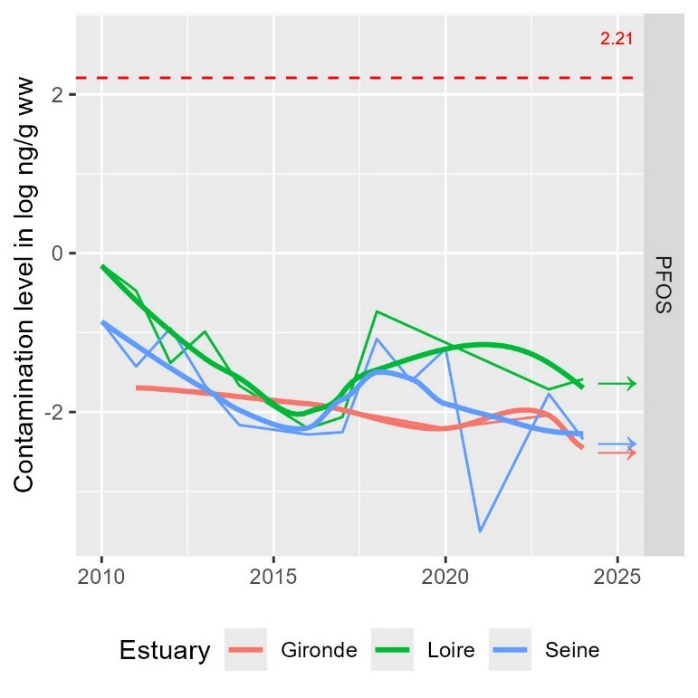 2.21
Contamination level in log ng/g ww
2
0
-2
PFOS
2010 2015 2020 2025
Estuary Gironde Loire Seine